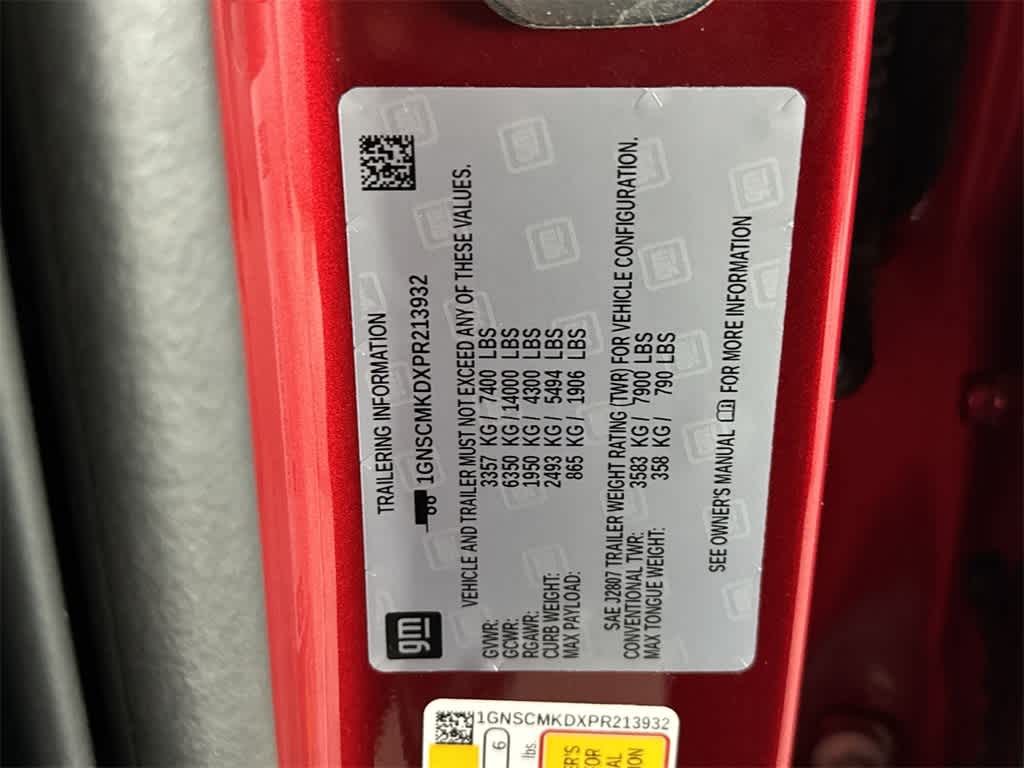 gm
TRAILERING INFORMATION
1GNSCMKDXPR213932
VEHICLE AND TRAILER MUST NOT EXCEED ANY OF THESE VALUES.
GVWR: 3357 KG / 7400 LBS
GCWR: 6350 KG / 14000 LBS
RGAWR: 1950 KG / 4300 LBS
CURB WEIGHT: 2493 KG / 5494 LBS
MAX PAYLOAD: 865 KG / 1906 LBS
SAE J2807 TRAILER WEIGHT RATING (TWR) FOR VEHICLE CONFIGURATION.
CONVENTIONAL TWR: 3583 KG / 7900 LBS
MAX TONGUE WEIGHT: 358 KG / 790 LBS
SEE OWNER'S MANUAL FOR MORE INFORMATION
1GNSCMKDXPR213932
6
lbs